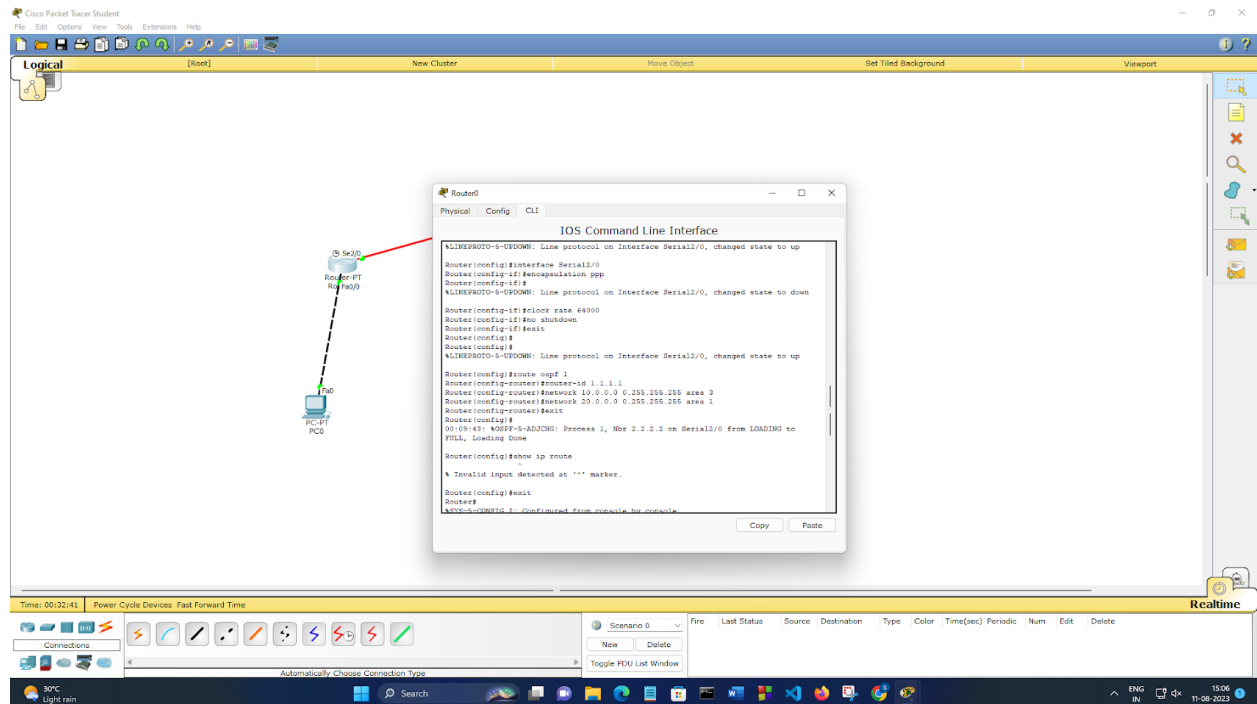 Cisco Packet Tracer Student
File Edit Options View Tools Extensions Help
Logical [Root] New Cluster Move Object Set Tiled Background Viewport
Router0
Physical Config CLI
IOS Command Line Interface
%LINEPROTO-5-UPDOWN: Line protocol on Interface Serial2/0, changed state to up
Router(config)#interface Serial2/0
Router(config-if)#encapsulation ppp
Router(config-if)#
%LINEPROTO-5-UPDOWN: Line protocol on Interface Serial2/0, changed state to down
Router(config-if)#clock rate 64000
Router(config-if)#no shutdown
Router(config-if)#exit
Router(config)#
Router(config)#
%LINEPROTO-5-UPDOWN: Line protocol on Interface Serial2/0, changed state to up
Router(config)#route ospf 1
Router(config-router)#router-id 1.1.1.1
Router(config-router)#network 10.0.0.0 0.255.255.255 area 3
Router(config-router)#network 20.0.0.0 0.255.255.255 area 1
Router(config-router)#exit
Router(config)#
00:09:43: %OSPF-5-ADJCHG: Process 1, Nbr 2.2.2.2 on Serial2/0 from LOADING to
FULL, Loading Done
Router(config)#show ip route
^
% Invalid input detected at '^' marker.
Router(config)#exit
Router#
%SYS-5-CONFIG_I: Configured from console by console
Copy Paste
Se2/0
Router-PT
Fa0/0
Fa0
PC-PT
PC0
Time: 00:32:41 Power Cycle Devices Fast Forward Time Realtime
Connections
Automatically Choose Connection Type
Scenario 0
New Delete
Toggle PDU List Window
Fire Last Status Source Destination Type Color Time(sec) Periodic Num Edit Delete
30°C
Light rain
Search
ENG
IN
15:06
11-08-2023